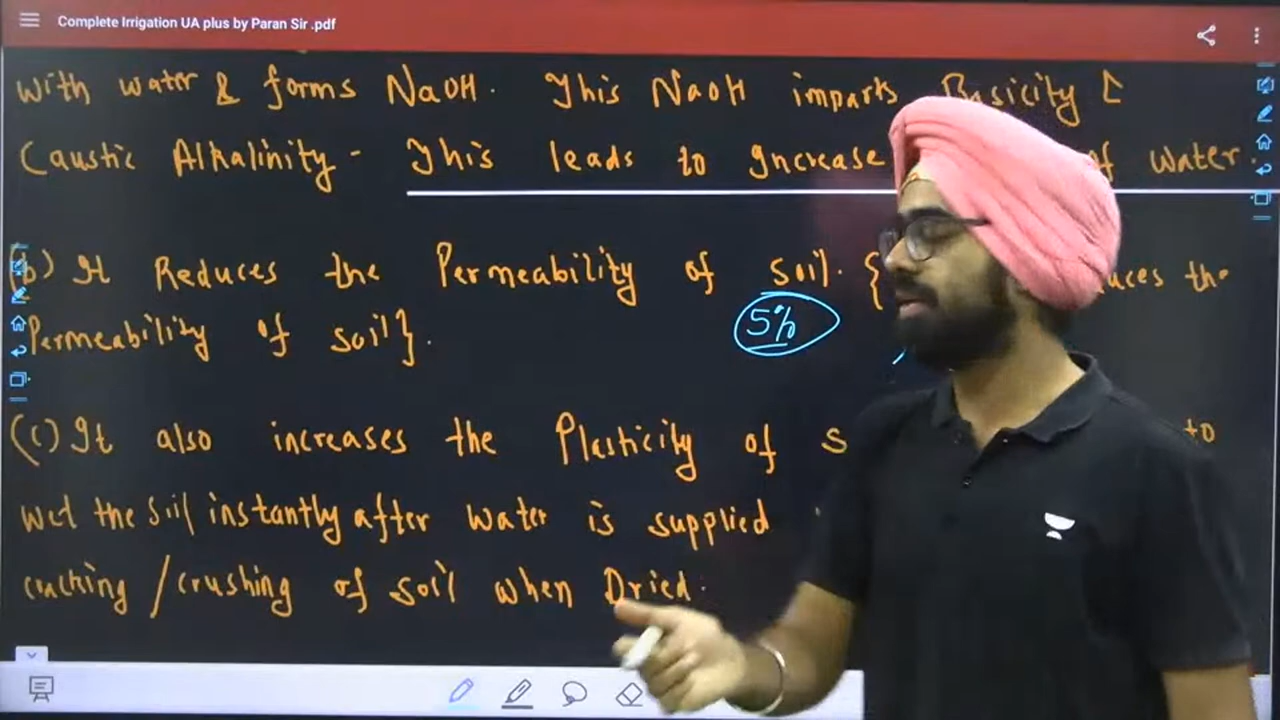 Complete Irrigation UA plus by Paran Sir .pdf
with water & forms NaOH. This NaOH imparts Basicity &
Caustic Alkalinity- This leads to Increase of water.
(b) It Reduces the Permeability of soil. { the
Permeability of soil}.
5%
(c) It also increases the Plasticity of to
wet the soil instantly after water is supplied
cracking /crushing of soil when Dried.